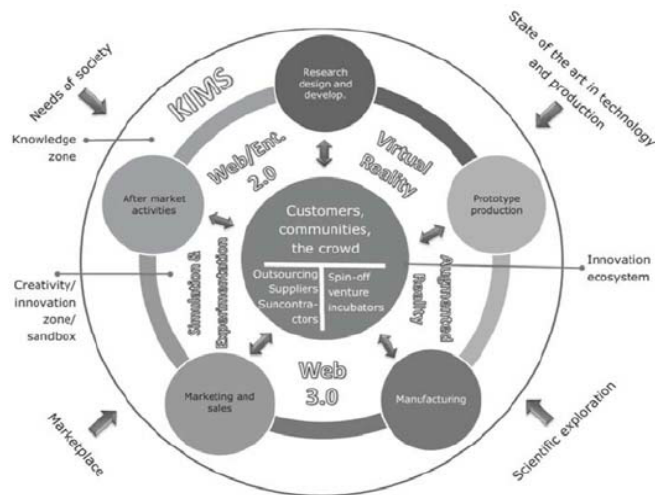 Needs of society
State of the art in technology
and production
KIMS
Research
design and
develop.
Knowledge
zone
Web/Ent.
2.0
Virtual
Reality
After market
activities
Prototype
production
Customers,
communities,
the crowd
Outsourcing
Suppliers
Suncontra-
ctors
Spin-off
venture
incubators
Innovation
ecosystem
Simulation &
Experimentation
Augmented
Reality
Creativity/
innovation
zone/
sandbox
Web
3.0
Marketing and
sales
Manufacturing
Marketplace
Scientific exploration